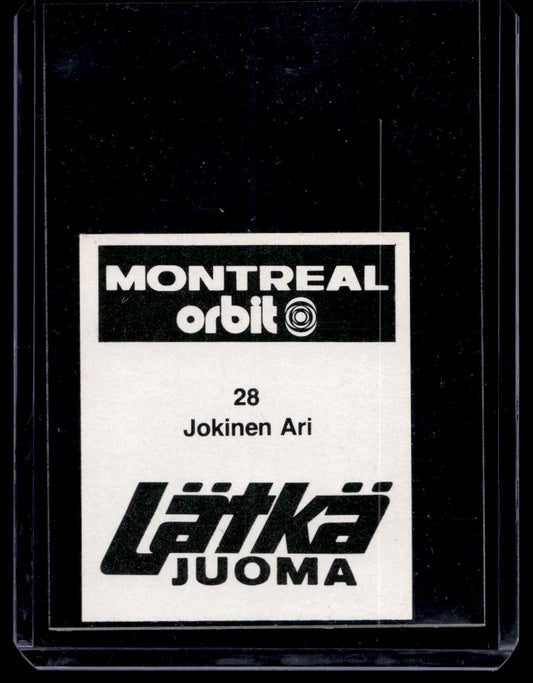 MONTREAL
orbit
28
Jokinen Ari
Lätkä
JUOMA